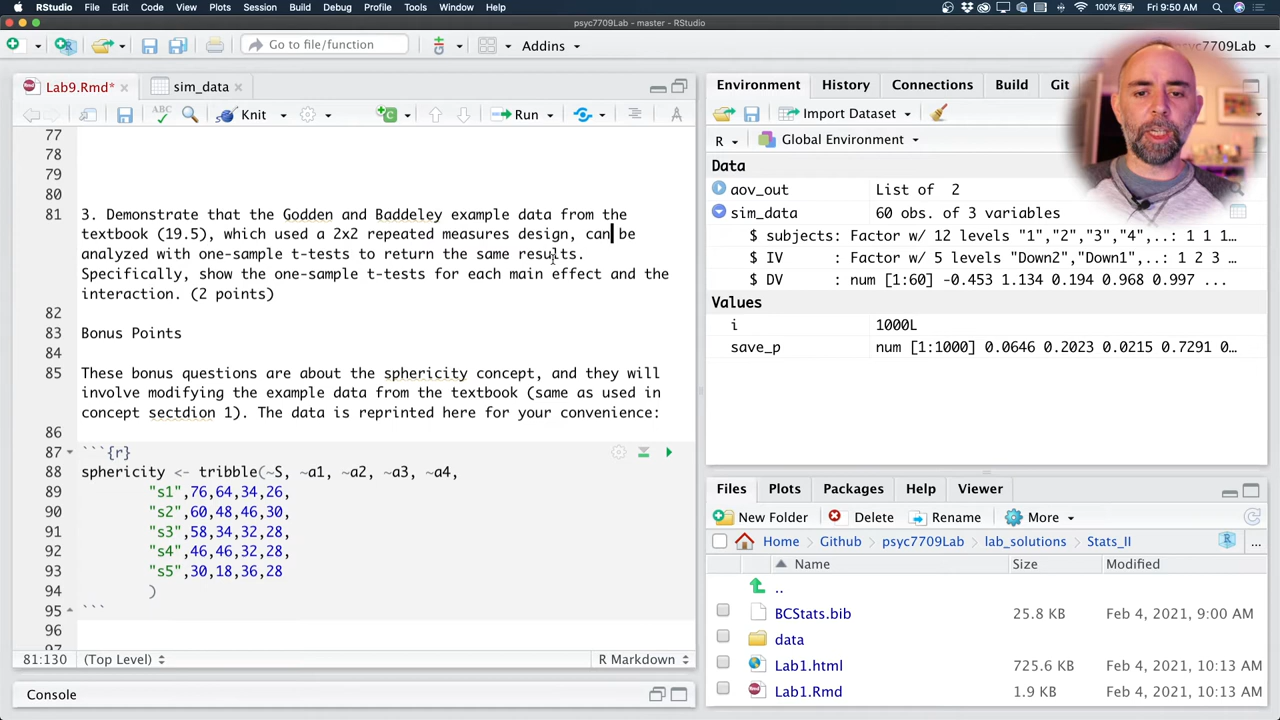 RStudio File Edit Code View Plots Session Build Debug Profile Tools Window Help 100% Fri 9:50 AM
psyc7709Lab - master - RStudio
Go to file/function Addins psyc7709Lab
Lab9.Rmd* sim_data
ABC Knit Run
77
78
79
80
81 3. Demonstrate that the Godden and Baddeley example data from the
textbook (19.5), which used a 2x2 repeated measures design, can be
analyzed with one-sample t-tests to return the same results.
Specifically, show the one-sample t-tests for each main effect and the
interaction. (2 points)
82
83 Bonus Points
84
85 These bonus questions are about the sphericity concept, and they will
involve modifying the example data from the textbook (same as used in
concept sectdion 1). The data is reprinted here for your convenience:
86
87 ```{r}
88 sphericity <- tribble(~S, ~a1, ~a2, ~a3, ~a4,
89 "s1",76,64,34,26,
90 "s2",60,48,46,30,
91 "s3",58,34,32,28,
92 "s4",46,46,32,28,
93 "s5",30,18,36,28
94 )
95 ```
96
97
81:130 (Top Level) R Markdown
Console
Environment History Connections Build Git
Import Dataset
R Global Environment
Data
aov_out List of 2
sim_data 60 obs. of 3 variables
$ subjects: Factor w/ 12 levels "1","2","3","4",..: 1 1 1…
$ IV : Factor w/ 5 levels "Down2","Down1",..: 1 2 3 …
$ DV : num [1:60] -0.453 1.134 0.194 0.968 0.997 ...
Values
i 1000L
save_p num [1:1000] 0.0646 0.2023 0.0215 0.7291 0…
Files Plots Packages Help Viewer
New Folder Delete Rename More
Home Github psyc7709Lab lab_solutions Stats_II ...
Name Size Modified
..
BCStats.bib 25.8 KB Feb 4, 2021, 9:00 AM
data
Lab1.html 725.6 KB Feb 4, 2021, 10:13 AM
Lab1.Rmd 1.9 KB Feb 4, 2021, 10:13 AM